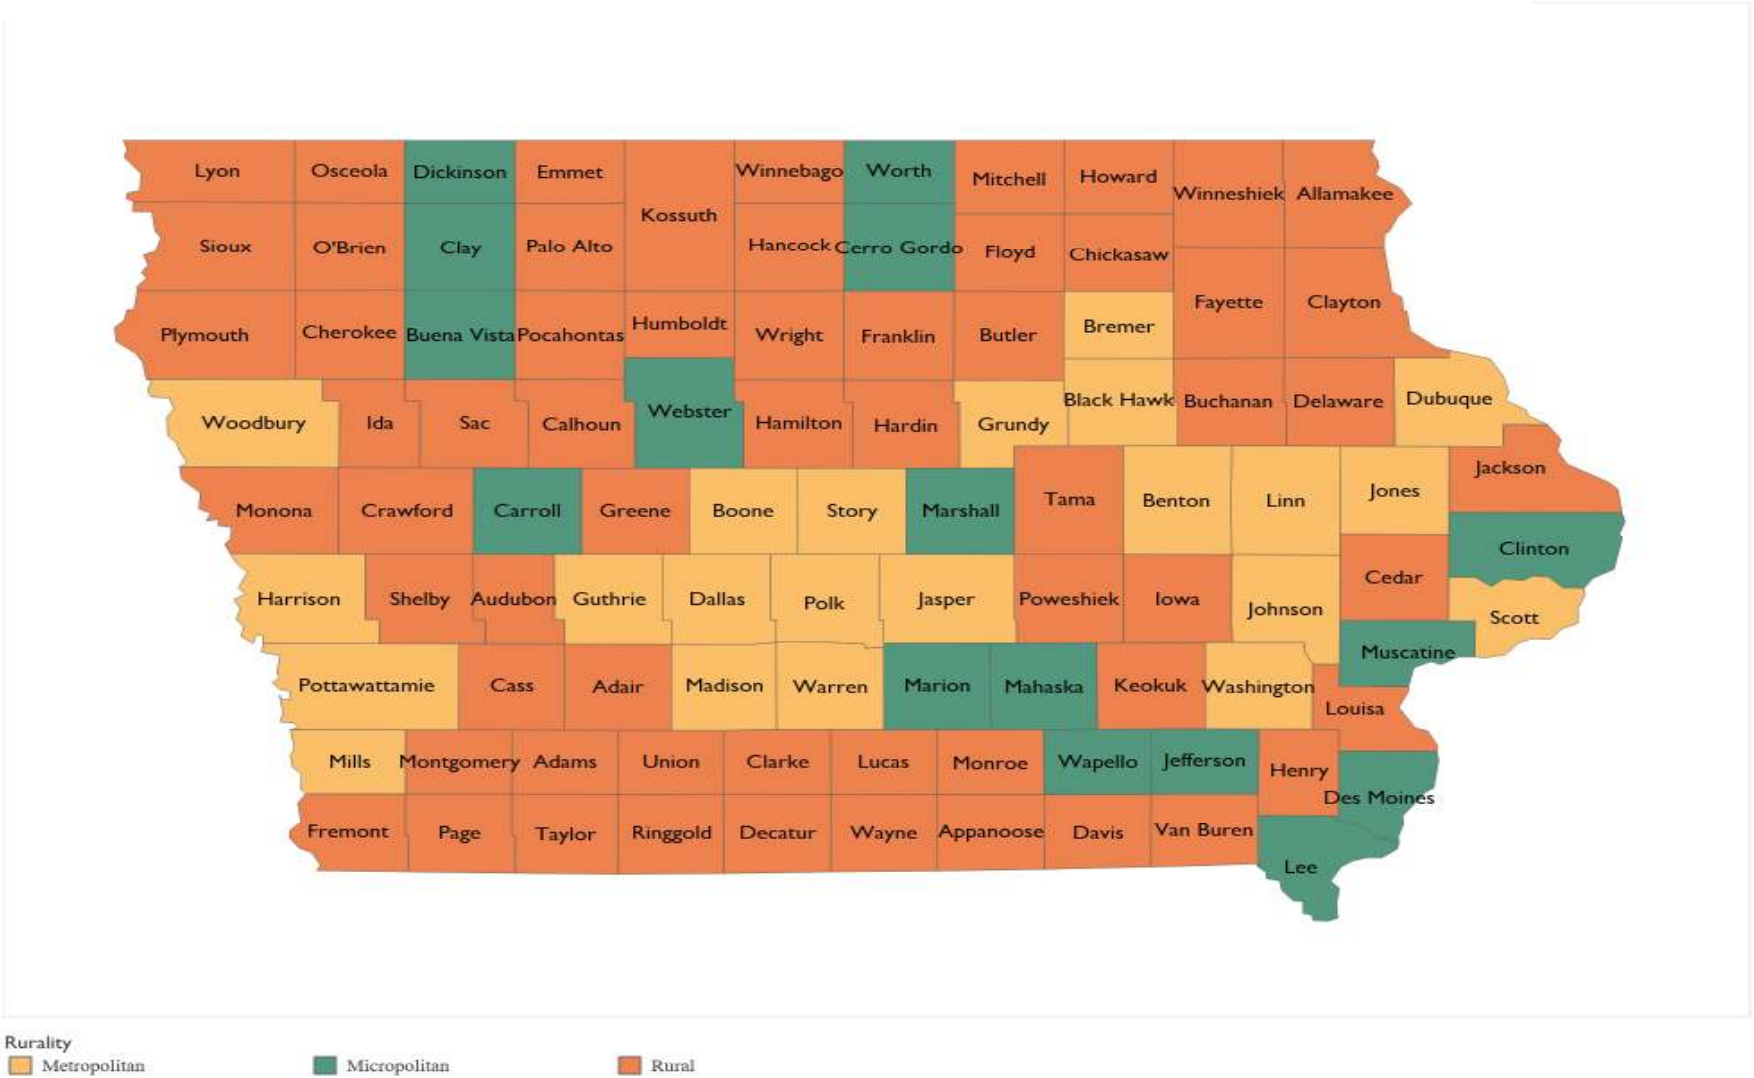 Lyon Osceola Dickinson Emmet Winnebago Worth Mitchell Howard
Kossuth Winneshiek Allamakee
Sioux O'Brien Clay Palo Alto Hancock Cerro Gordo Floyd Chickasaw
Fayette Clayton
Plymouth Cherokee Buena Vista Pocahontas Humboldt Wright Franklin Butler Bremer
Woodbury Ida Sac Calhoun Webster Hamilton Hardin Grundy Black Hawk Buchanan Delaware Dubuque
Jackson
Monona Crawford Carroll Greene Boone Story Marshall Tama Benton Linn Jones
Clinton
Harrison Shelby Audubon Guthrie Dallas Polk Jasper Poweshiek Iowa Johnson Cedar Scott
Muscatine
Pottawattamie Cass Adair Madison Warren Marion Mahaska Keokuk Washington Louisa
Mills Montgomery Adams Union Clarke Lucas Monroe Wapello Jefferson Henry
Des Moines
Fremont Page Taylor Ringgold Decatur Wayne Appanoose Davis Van Buren
Lee
Rurality
Metropolitan Micropolitan Rural